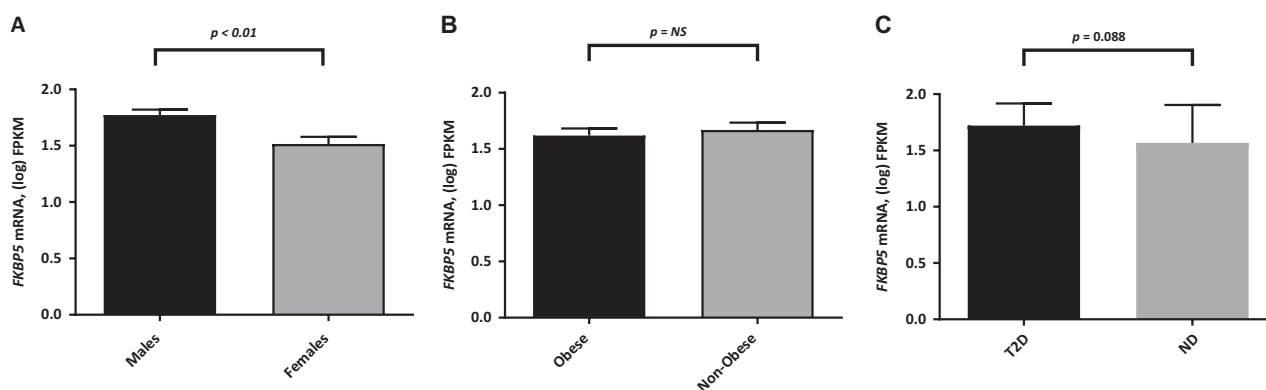 A
p < 0.01
FKBP5 mRNA, (log) FPKM
2.0
1.5
1.0
0.5
0.0
Males
Females
B
p = NS
FKBP5 mRNA, (log) FPKM
2.0
1.5
1.0
0.5
0.0
Obese
Non-Obese
C
p = 0.088
FKBP5 mRNA, (log) FPKM
2.0
1.5
1.0
0.5
0.0
T2D
ND